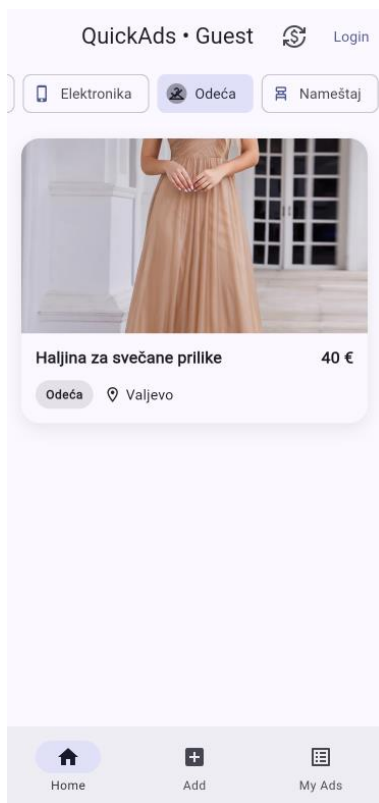 QuickAds • Guest Login
Elektronika Odeća Nameštaj
Haljina za svečane prilike 40 €
Odeća Valjevo
Home Add My Ads